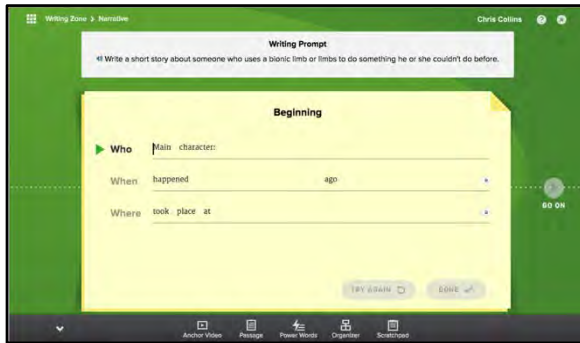 Writing Zone > Narrative
Chris Collins
Writing Prompt
Write a short story about someone who uses a bionic limb or limbs to do something he or she couldn't do before.
Beginning
Who Main character:
When happened ago
Where took place at
GO ON
TRY AGAIN DONE
Anchor Video Passage Power Words Organizer Scratchpad